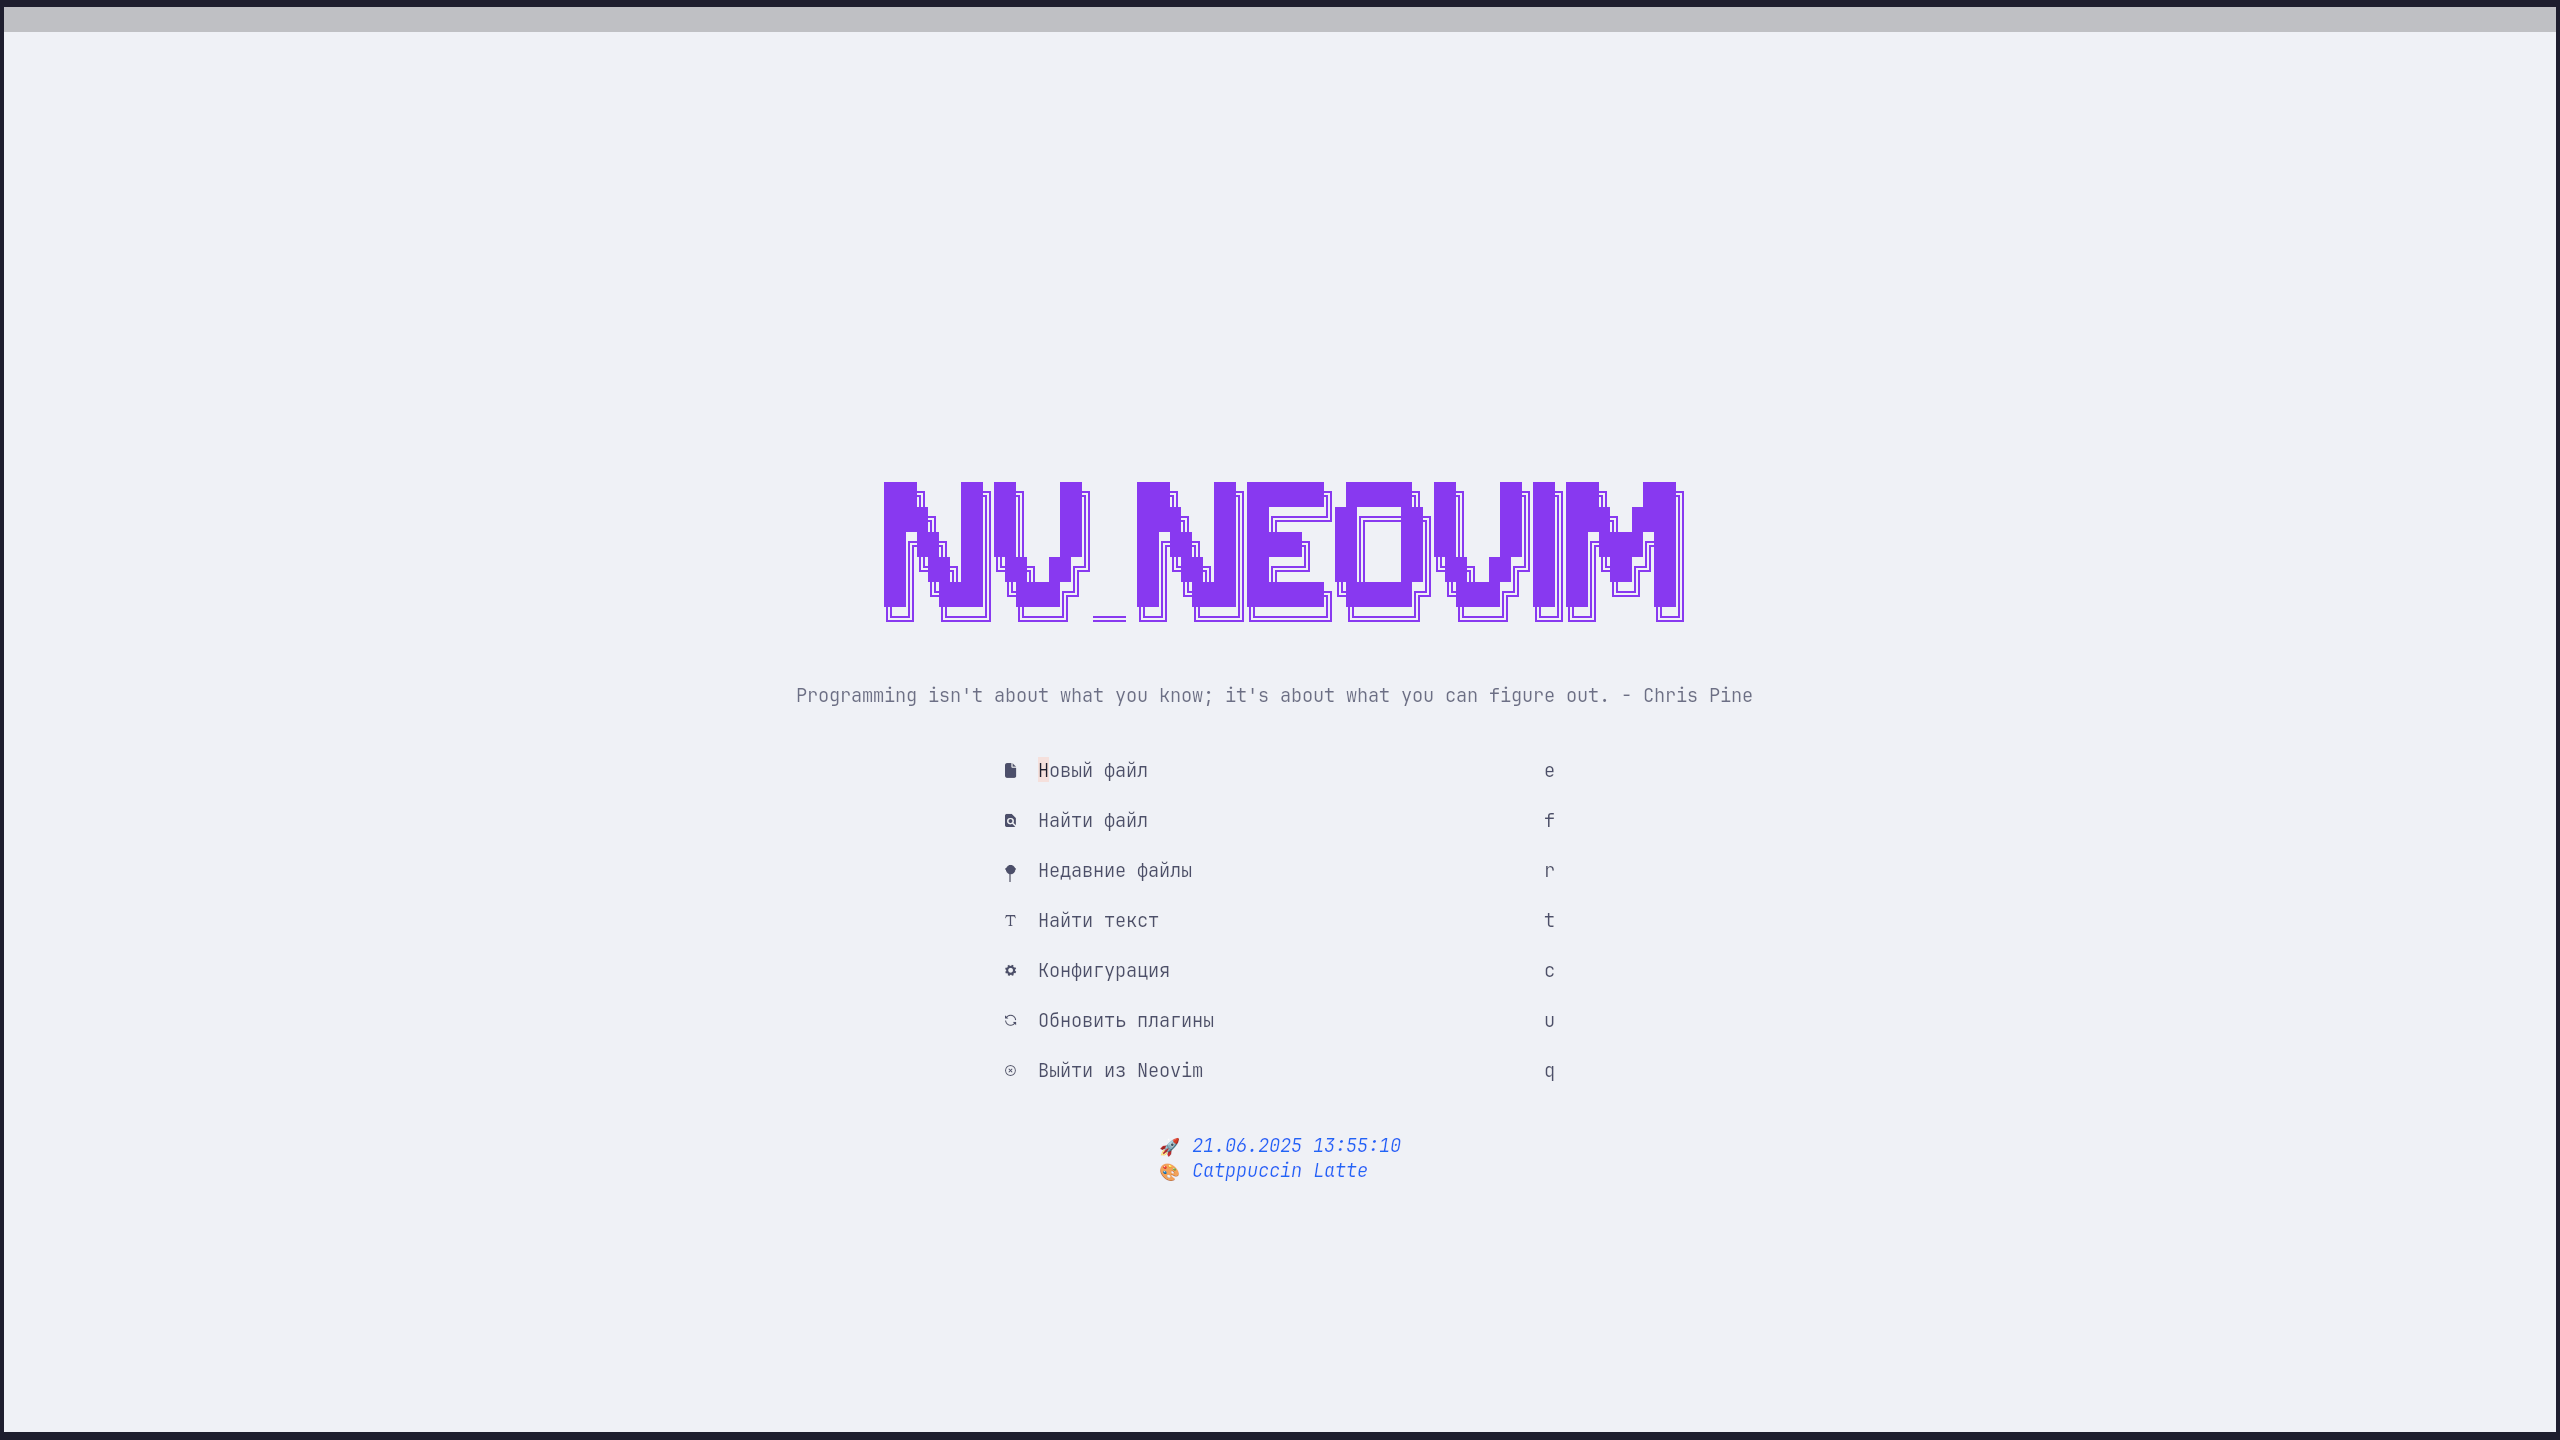 NV_NEOVIM
Programming isn't about what you know; it's about what you can figure out. - Chris Pine
Новый файл e
Найти файл f
Недавние файлы r
Найти текст t
Конфигурация c
Обновить плагины u
Выйти из Neovim q
🚀 21.06.2025 13:55:10
🎨 Catppuccin Latte